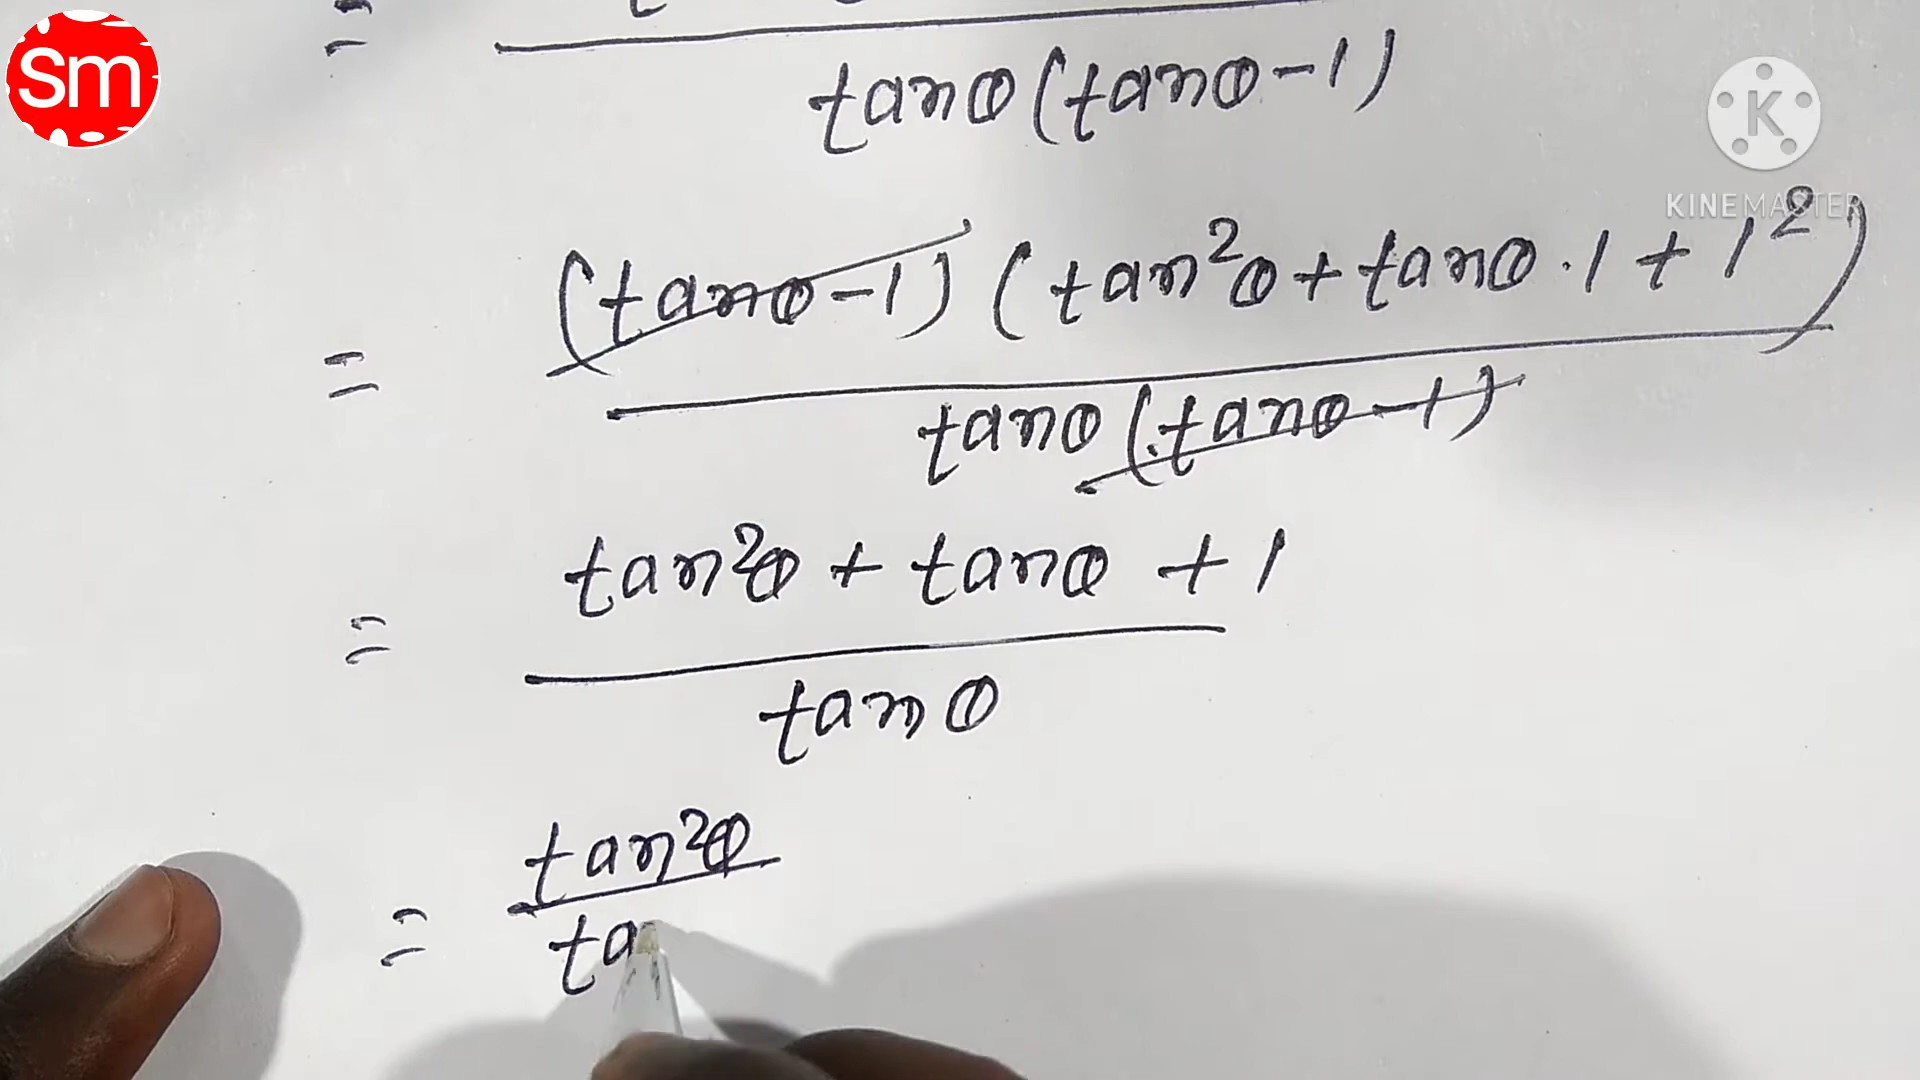 Sm
=
tanθ(tanθ-1)
KINEMASTER
(tanθ-1) (tan²θ+tanθ.1+1²)
=
tanθ(tanθ-1)
tan²θ + tanθ + 1
=
tanθ
tan²θ
=
ta